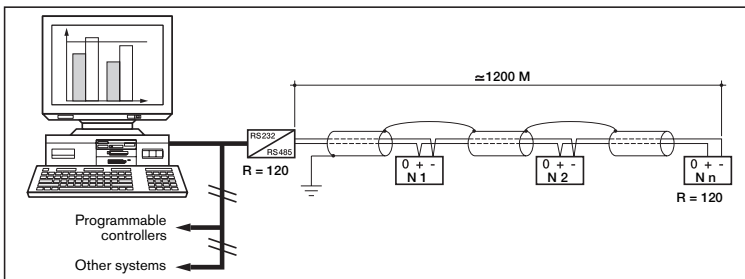 ≃1200 M
RS232
RS485
R = 120
0 + -
N 1
0 + -
N 2
0 + -
N n
R = 120
Programmable
controllers
Other systems